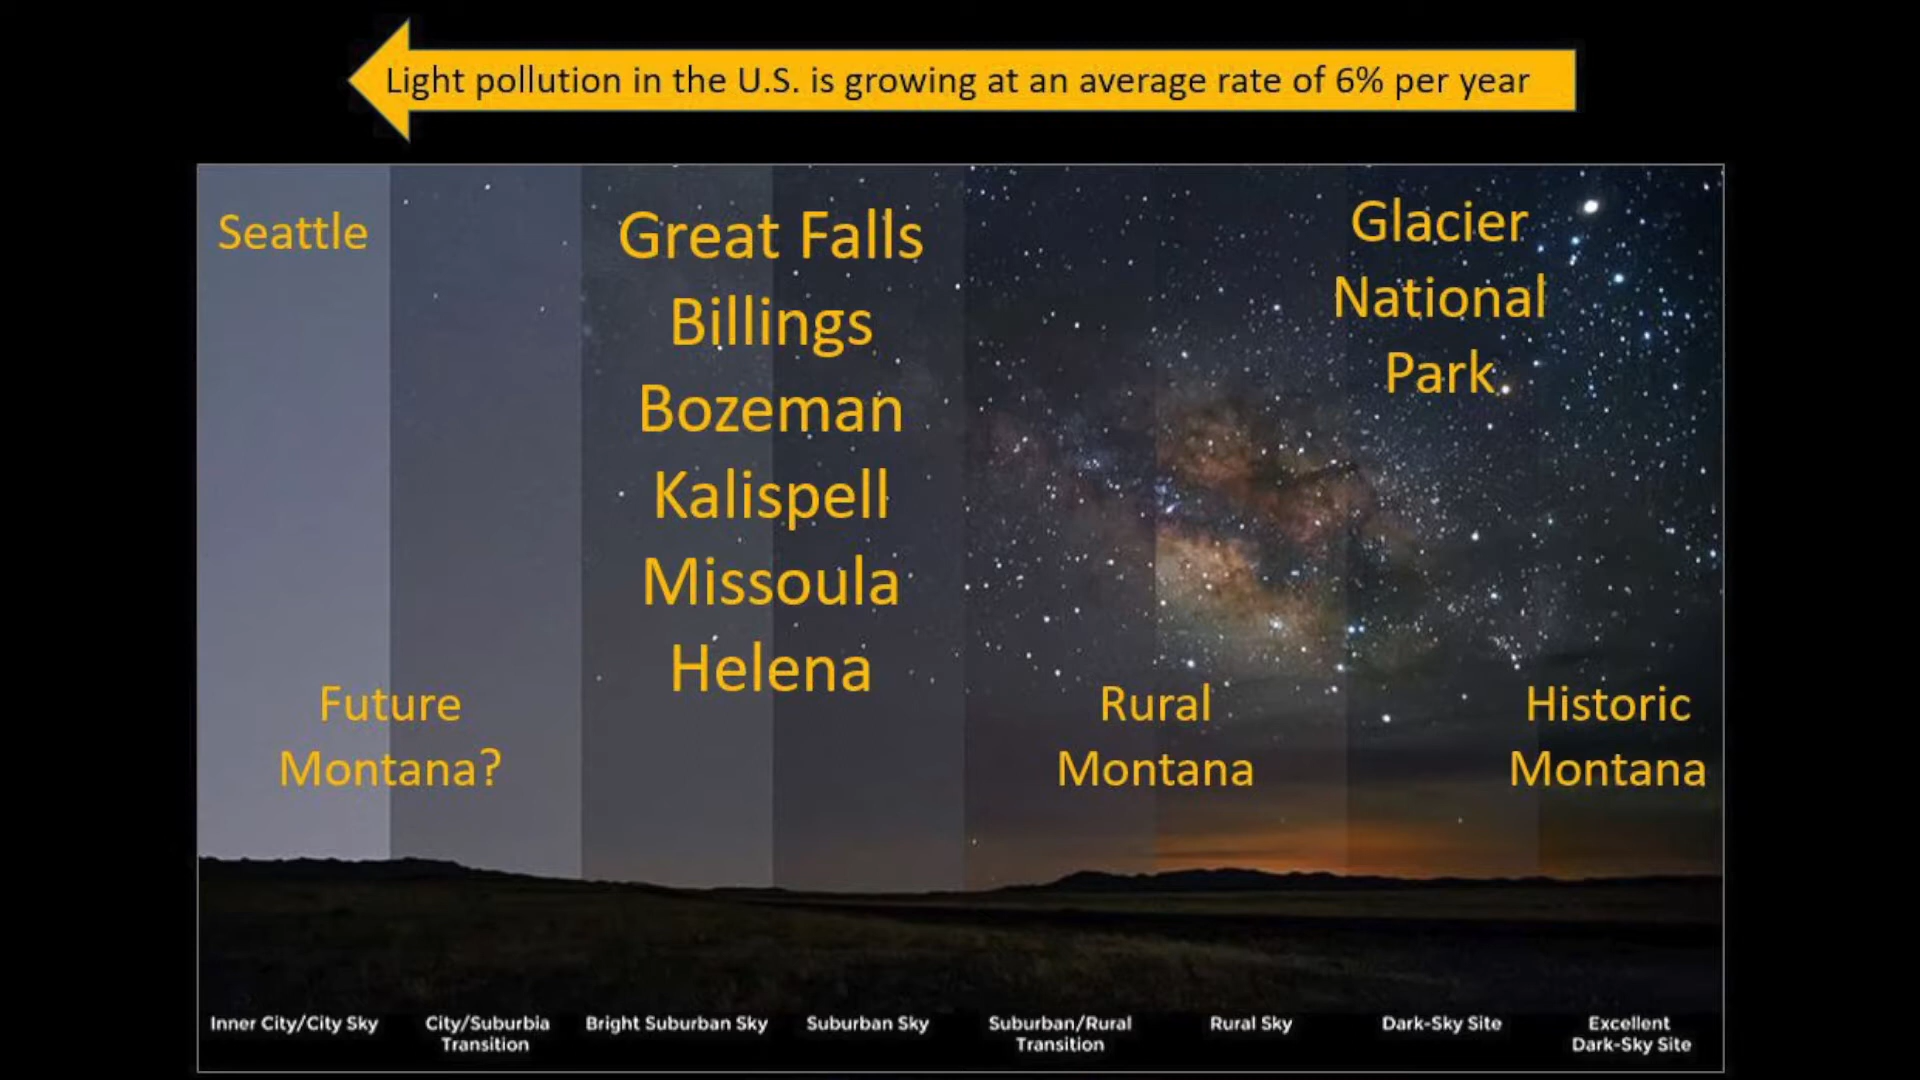 Light pollution in the U.S. is growing at an average rate of 6% per year
Seattle
Great Falls
Billings
Bozeman
Kalispell
Missoula
Helena
Glacier
National
Park
Future
Montana?
Rural
Montana
Historic
Montana
Inner City/City Sky
City/Suburbia
Transition
Bright Suburban Sky
Suburban Sky
Suburban/Rural
Transition
Rural Sky
Dark-Sky Site
Excellent
Dark-Sky Site